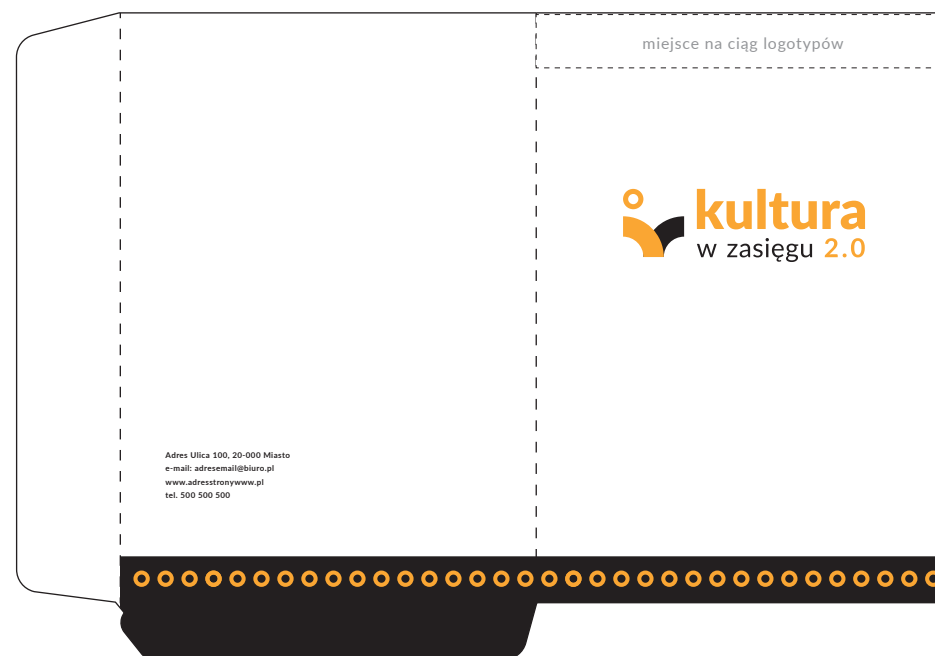 miejsce na ciąg logotypów
kultura
w zasięgu 2.0
Adres Ulica 100, 20-000 Miasto
e-mail: adresemail@biuro.pl
www.adresstronywww.pl
tel. 500 500 500